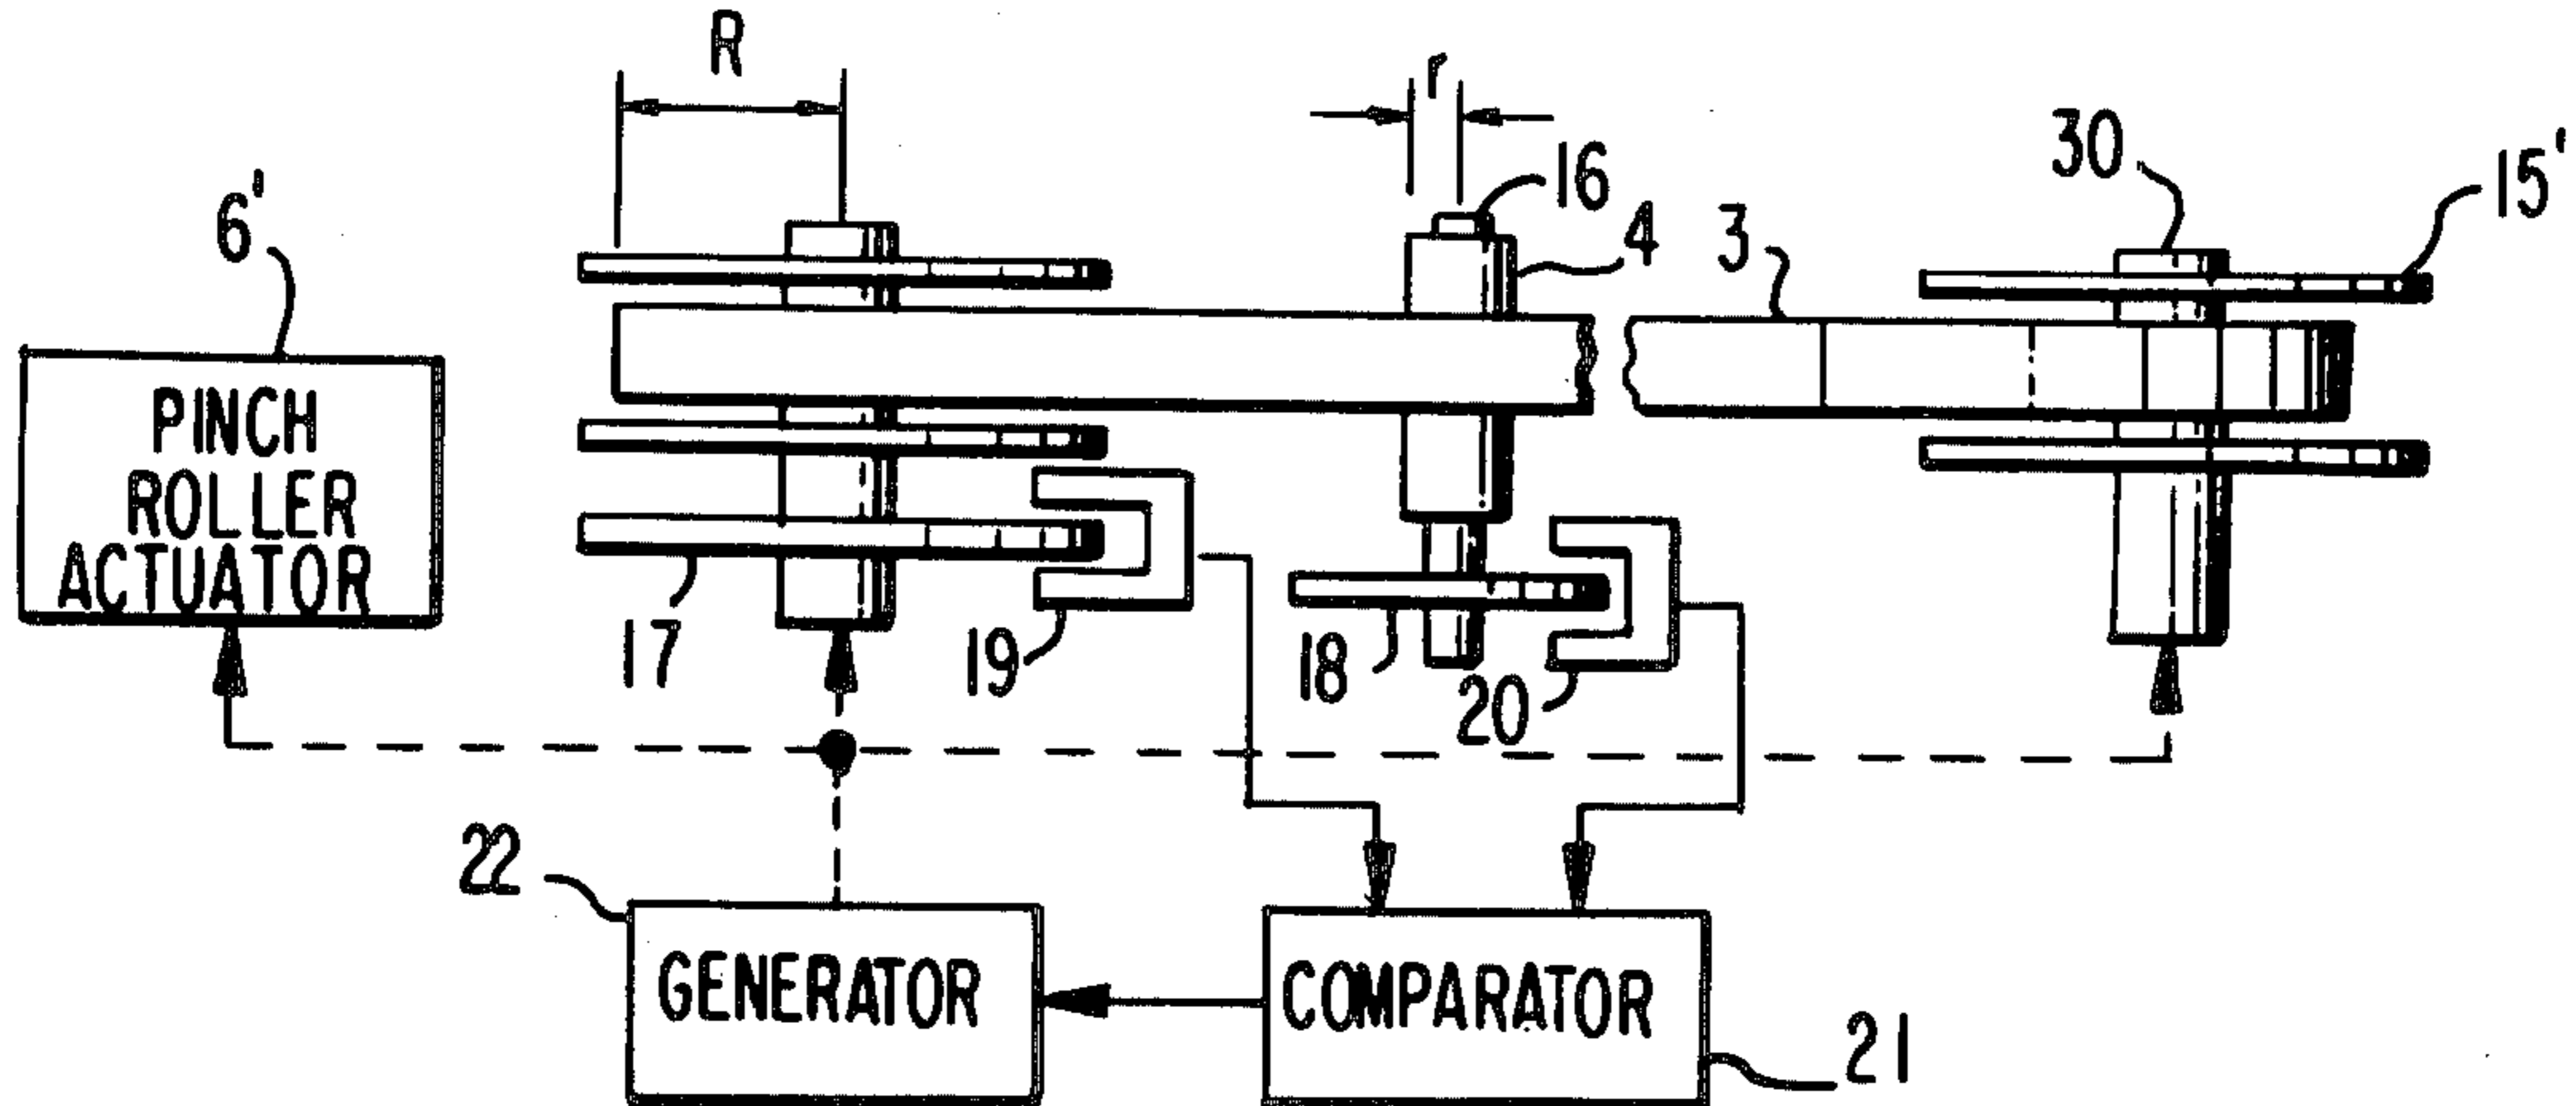 R
r
6'
16
4
3
30
15'
PINCH
ROLLER
ACTUATOR
17
19
18
20
22
GENERATOR
COMPARATOR
21